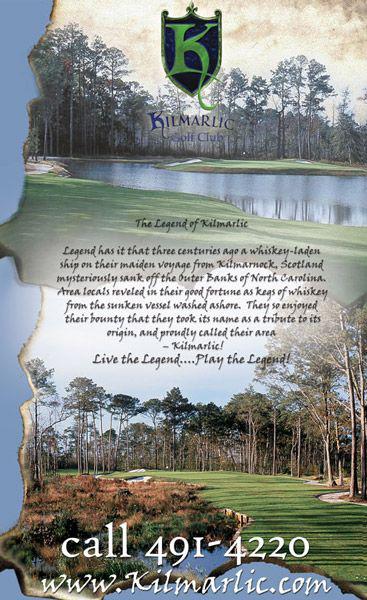 K
KILMARLIC
Golf Club
The Legend of Kilmarlic
Legend has it that three centuries ago a whiskey-laden
ship on their maiden voyage from Kilmarnock, Scotland
mysteriously sank off the Outer Banks of North Carolina.
Area locals reveled in their good fortune as kegs of whiskey
from the sunken vessel washed ashore. They so enjoyed
their bounty that they took its name as a tribute to its
origin, and proudly called their area
~ Kilmarlic!
Live the Legend....Play the Legend!
call 491-4220
www.Kilmarlic.com